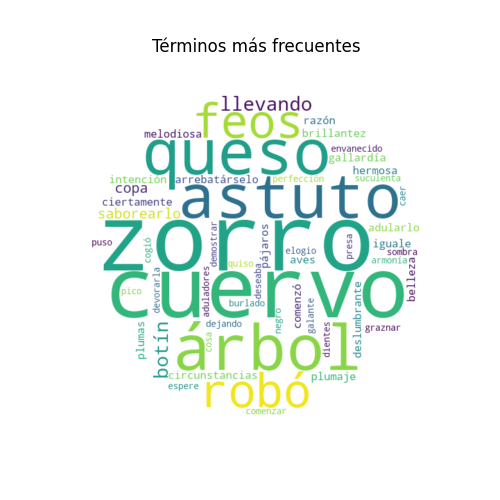 Términos más frecuentes
llevando
feos
razón
melodiosa
brillantez
queso
envanecido
gallardía
hermosa
intención
arrebatárselo
perfección
suculenta
copa
astuto
caer
ciertamente
saborearlo
adularlo
zorro
puso
cogió
demostrar
pájaros
elogio
presa
iguale
sombra
aves
armonia
belleza
quiso
devorarla
aduladores
deseaba
pico
cuervo
burlado
comenzó
galante
negro
dejando
graznar
plumas
botín
cosa
árbol
dientes
deslumbrante
circunstancias
plumaje
espere
robó
comenzar